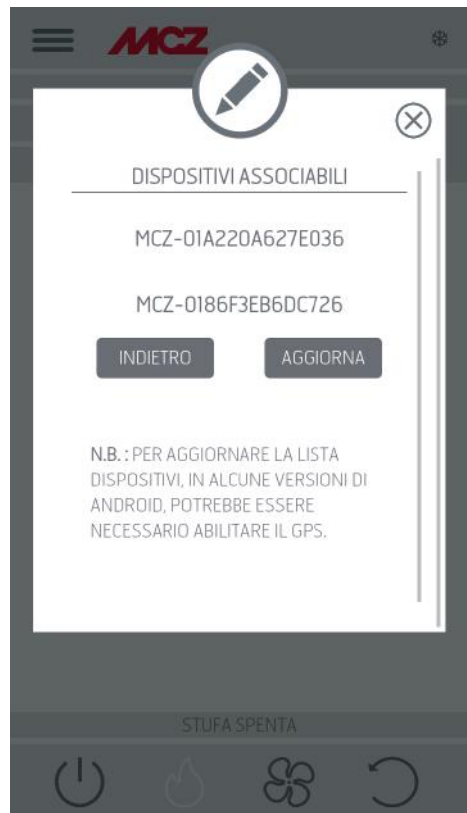 MCZ
DISPOSITIVI ASSOCIABILI
MCZ-01A220A627E036
MCZ-0186F3EB6DC726
INDIETRO
AGGIORNA
N.B. : PER AGGIORNARE LA LISTA
DISPOSITIVI, IN ALCUNE VERSIONI DI
ANDROID, POTREBBE ESSERE
NECESSARIO ABILITARE IL GPS.
STUFA SPENTA